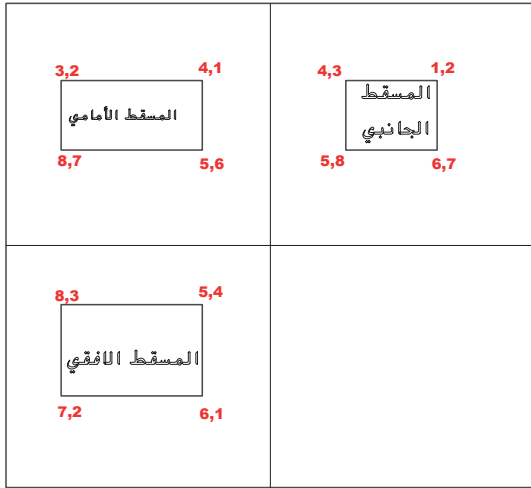 3,2 4,1
المسقط الأمامي
8,7 5,6
4,3 1,2
المسقط
الجانبي
5,8 6,7
8,3 5,4
المسقط الافقي
7,2 6,1